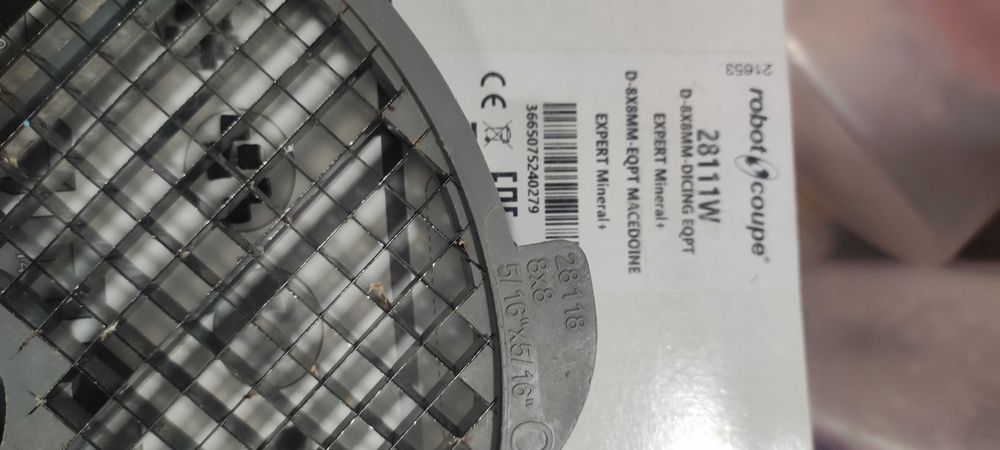 21653
robot coupe®
28111W
D-8X8MM-DICING EQPT
EXPERT Mineral+
D-8X8MM-EQPT MACEDOINE
EXPERT Mineral+
3665075240279
CE
EAC
28118
8x8
5/16"x5/16"